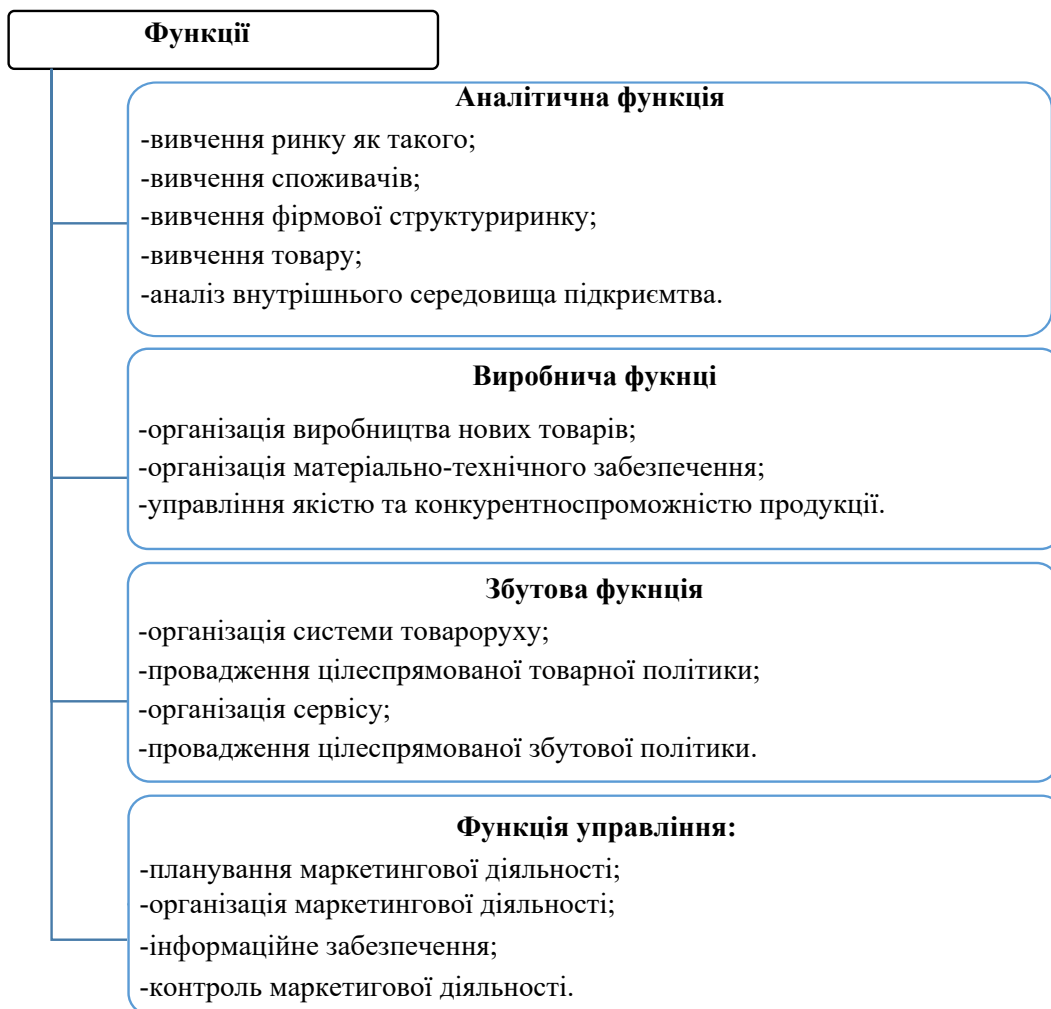 Функції
Аналітична функція
-вивчення ринку як такого;
-вивчення споживачів;
-вивчення фірмової структуриринку;
-вивчення товару;
-аналіз внутрішнього середовища підкриємтва.
Виробнича фукнці
-організація виробництва нових товарів;
-організація матеріально-технічного забезпечення;
-управління якістю та конкурентноспроможністю продукції.
Збутова фукнція
-організація системи товароруху;
-провадження цілеспрямованої товарної політики;
-організація сервісу;
-провадження цілеспрямованої збутової політики.
Функція управління:
-планування маркетингової діяльності;
-організація маркетингової діяльності;
-інформаційне забезпечення;
-контроль маркетигової діяльності.